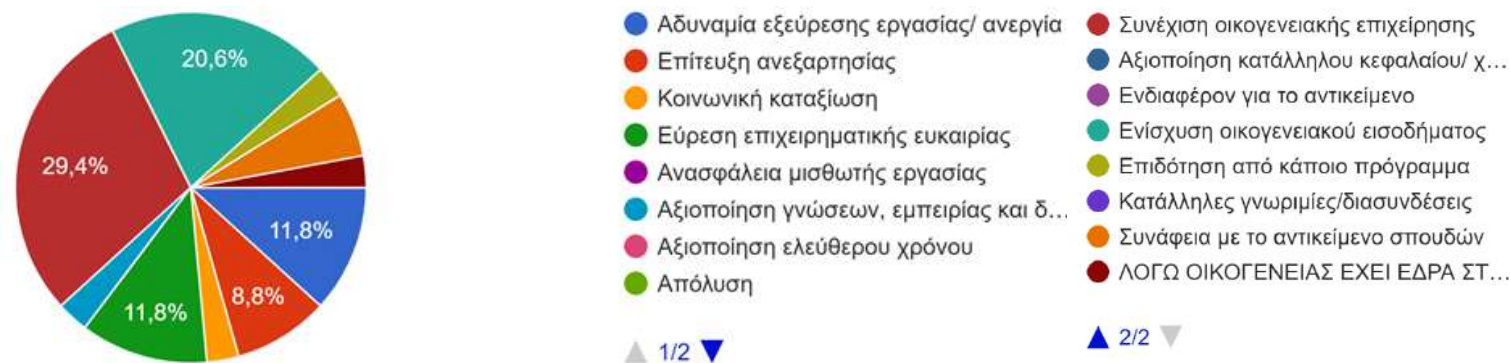 20,6%
29,4%
11,8%
11,8%
8,8%
Αδυναμία εξεύρεσης εργασίας/ ανεργία
Επίτευξη ανεξαρτησίας
Κοινωνική καταξίωση
Εύρεση επιχειρηματικής ευκαιρίας
Ανασφάλεια μισθωτής εργασίας
Αξιοποίηση γνώσεων, εμπειρίας και δ…
Αξιοποίηση ελεύθερου χρόνου
Απόλυση
1/2
Συνέχιση οικογενειακής επιχείρησης
Αξιοποίηση κατάλληλου κεφαλαίου/ χ…
Ενδιαφέρον για το αντικείμενο
Ενίσχυση οικογενειακού εισοδήματος
Επιδότηση από κάποιο πρόγραμμα
Κατάλληλες γνωριμίες/διασυνδέσεις
Συνάφεια με το αντικείμενο σπουδών
ΛΟΓΩ ΟΙΚΟΓΕΝΕΙΑΣ ΕΧΕΙ ΕΔΡΑ ΣΤ…
2/2